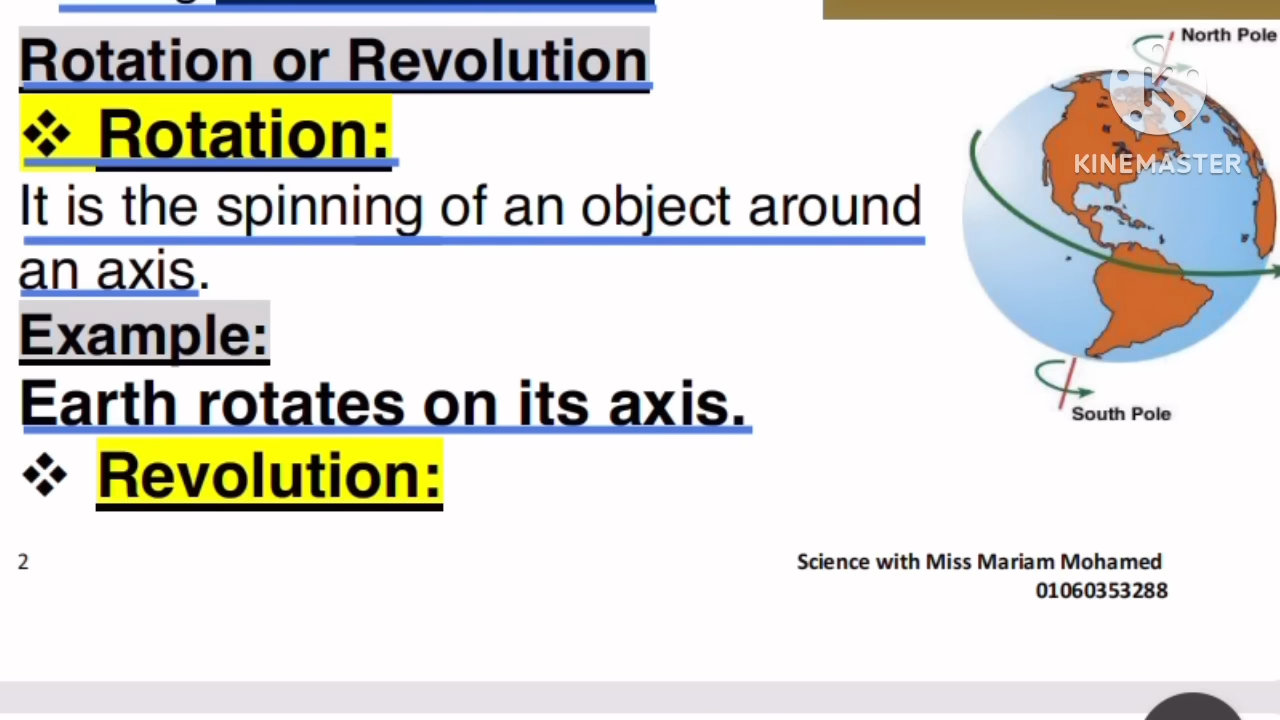 Rotation or Revolution
❖ Rotation:
It is the spinning of an object around
an axis.
Example:
Earth rotates on its axis.
❖ Revolution:
North Pole
KINEMASTER
South Pole
2
Science with Miss Mariam Mohamed
01060353288